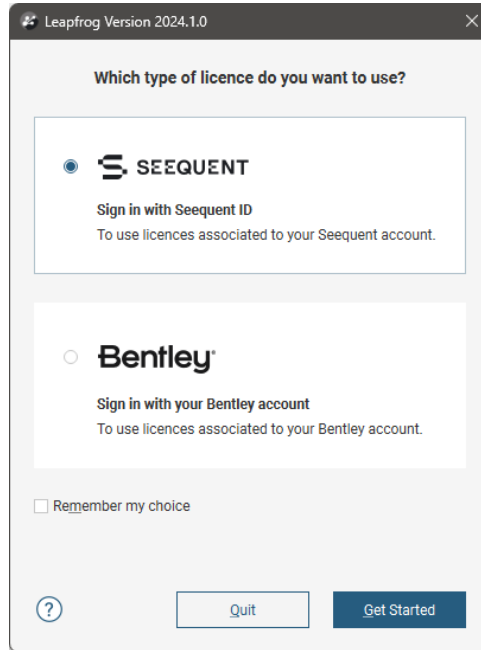 Leapfrog Version 2024.1.0
Which type of licence do you want to use?
SEEQUENT
Sign in with Seequent ID
To use licences associated to your Seequent account.
Bentley®
Sign in with your Bentley account
To use licences associated to your Bentley account.
Remember my choice
?
Quit
Get Started